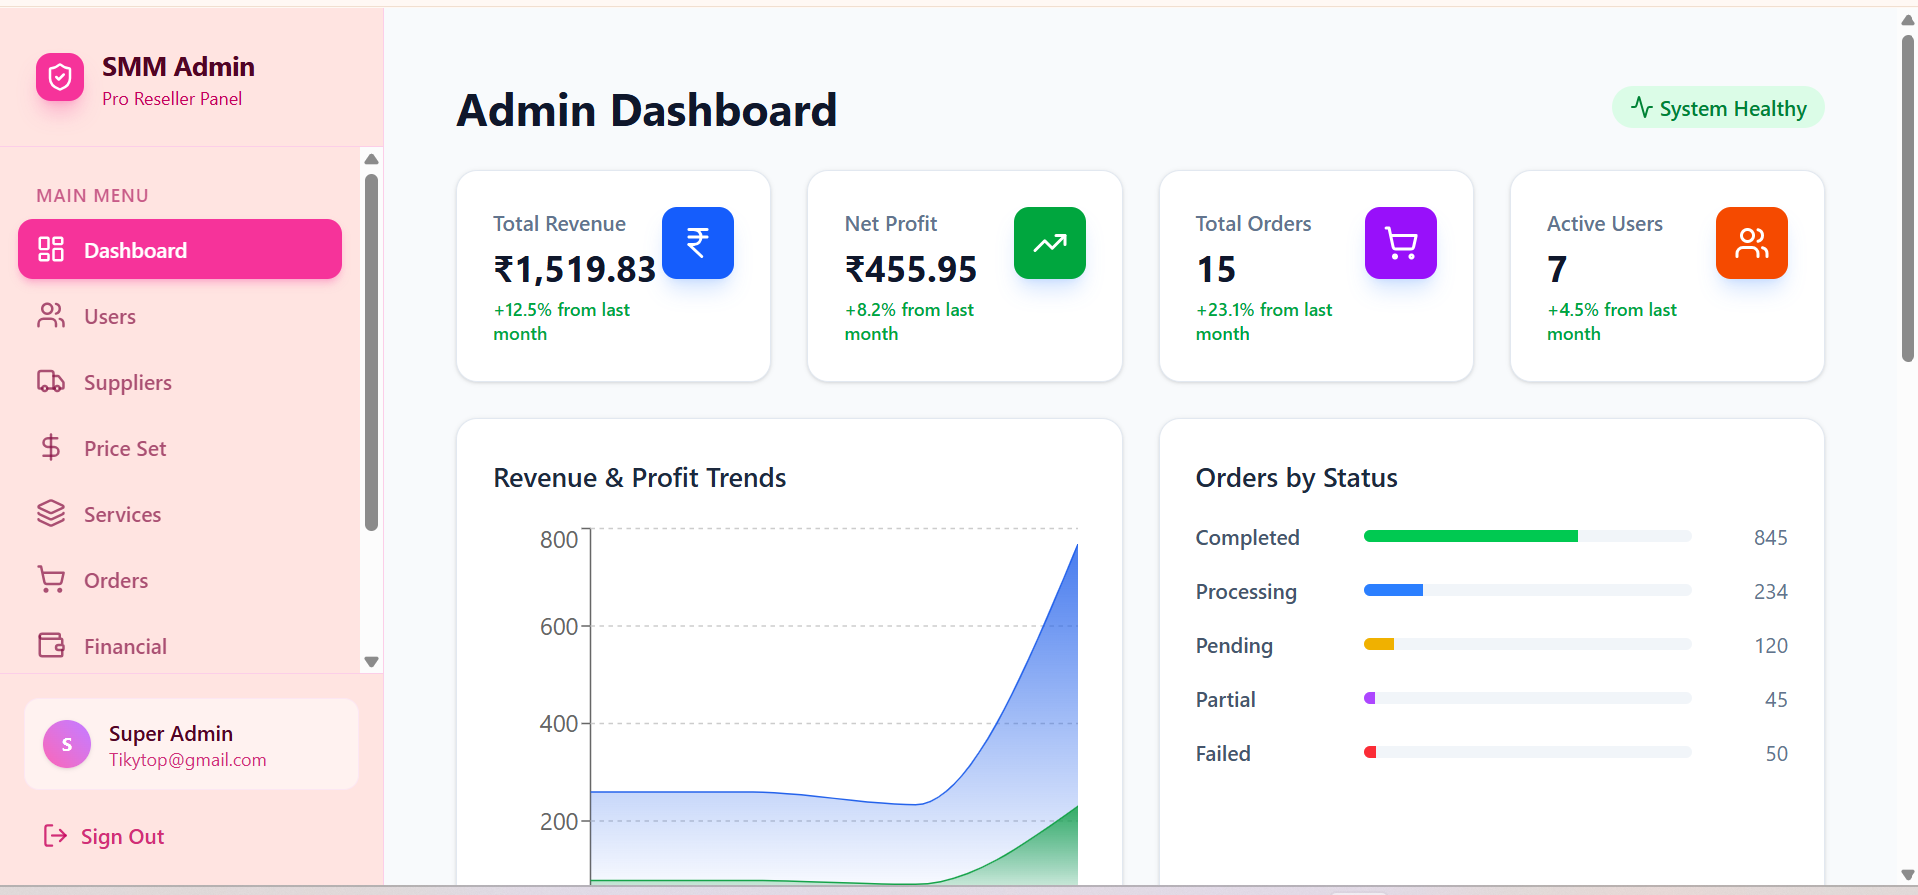 SMM Admin
Pro Reseller Panel
MAIN MENU
Dashboard
Users
Suppliers
Price Set
Services
Orders
Financial
S
Super Admin
Tikytop@gmail.com
Sign Out
Admin Dashboard
System Healthy
Total Revenue
₹1,519.83
+12.5% from last
month
₹
Net Profit
₹455.95
+8.2% from last
month
Total Orders
15
+23.1% from last
month
Active Users
7
+4.5% from last
month
Revenue & Profit Trends
800
600
400
200
Orders by Status
Completed 845
Processing 234
Pending 120
Partial 45
Failed 50